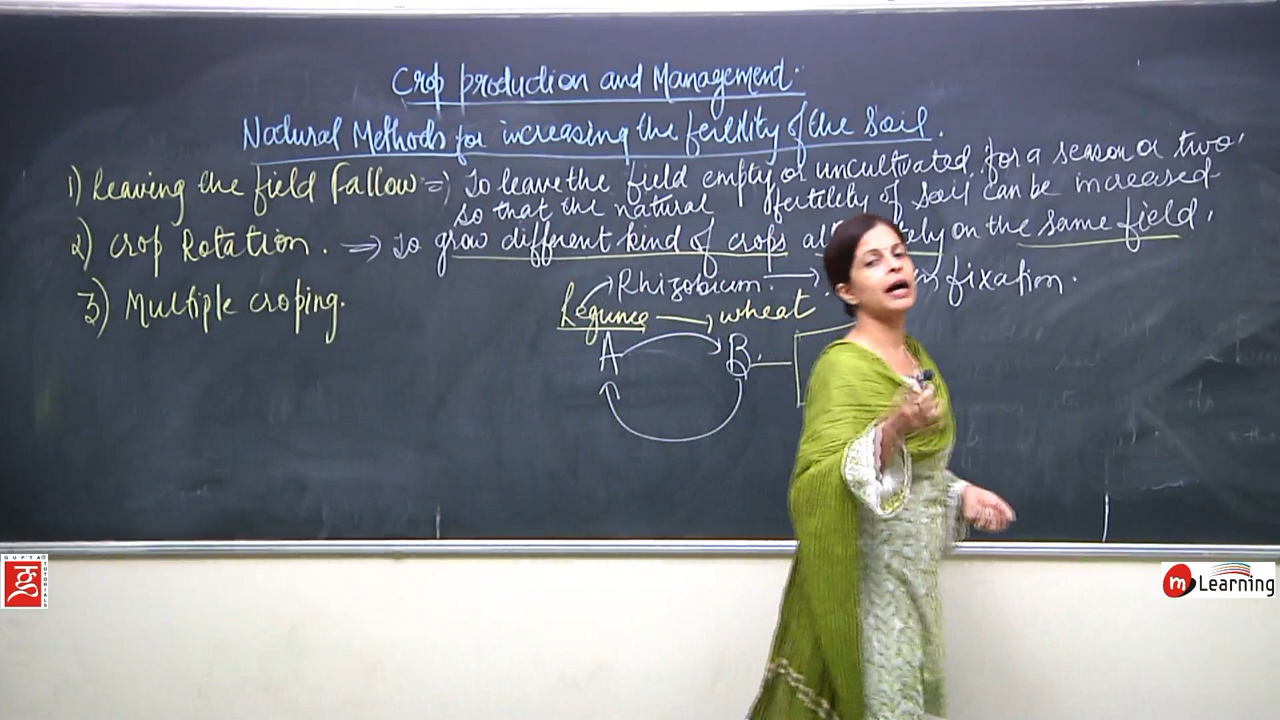 Crop production and Management.
Natural Methods for increasing the fertility of the soil.
1) Leaving the field fallow => To leave the field empty or uncultivated for a season or two,
so that the natural fertility of soil can be increased
2) Crop Rotation. => To grow different kind of crops on the same field.
Rhizobium fixation.
3) Multiple croping.
Legumes wheat
A B
GUPTA TUTORIALS
m Learning